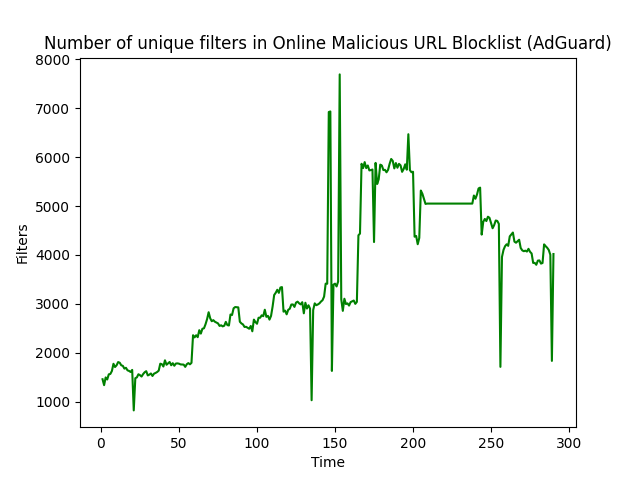 Number of unique filters in Online Malicious URL Blocklist (AdGuard)
8000
7000
6000
5000
4000
3000
2000
1000
Filters
0 50 100 150 200 250 300
Time